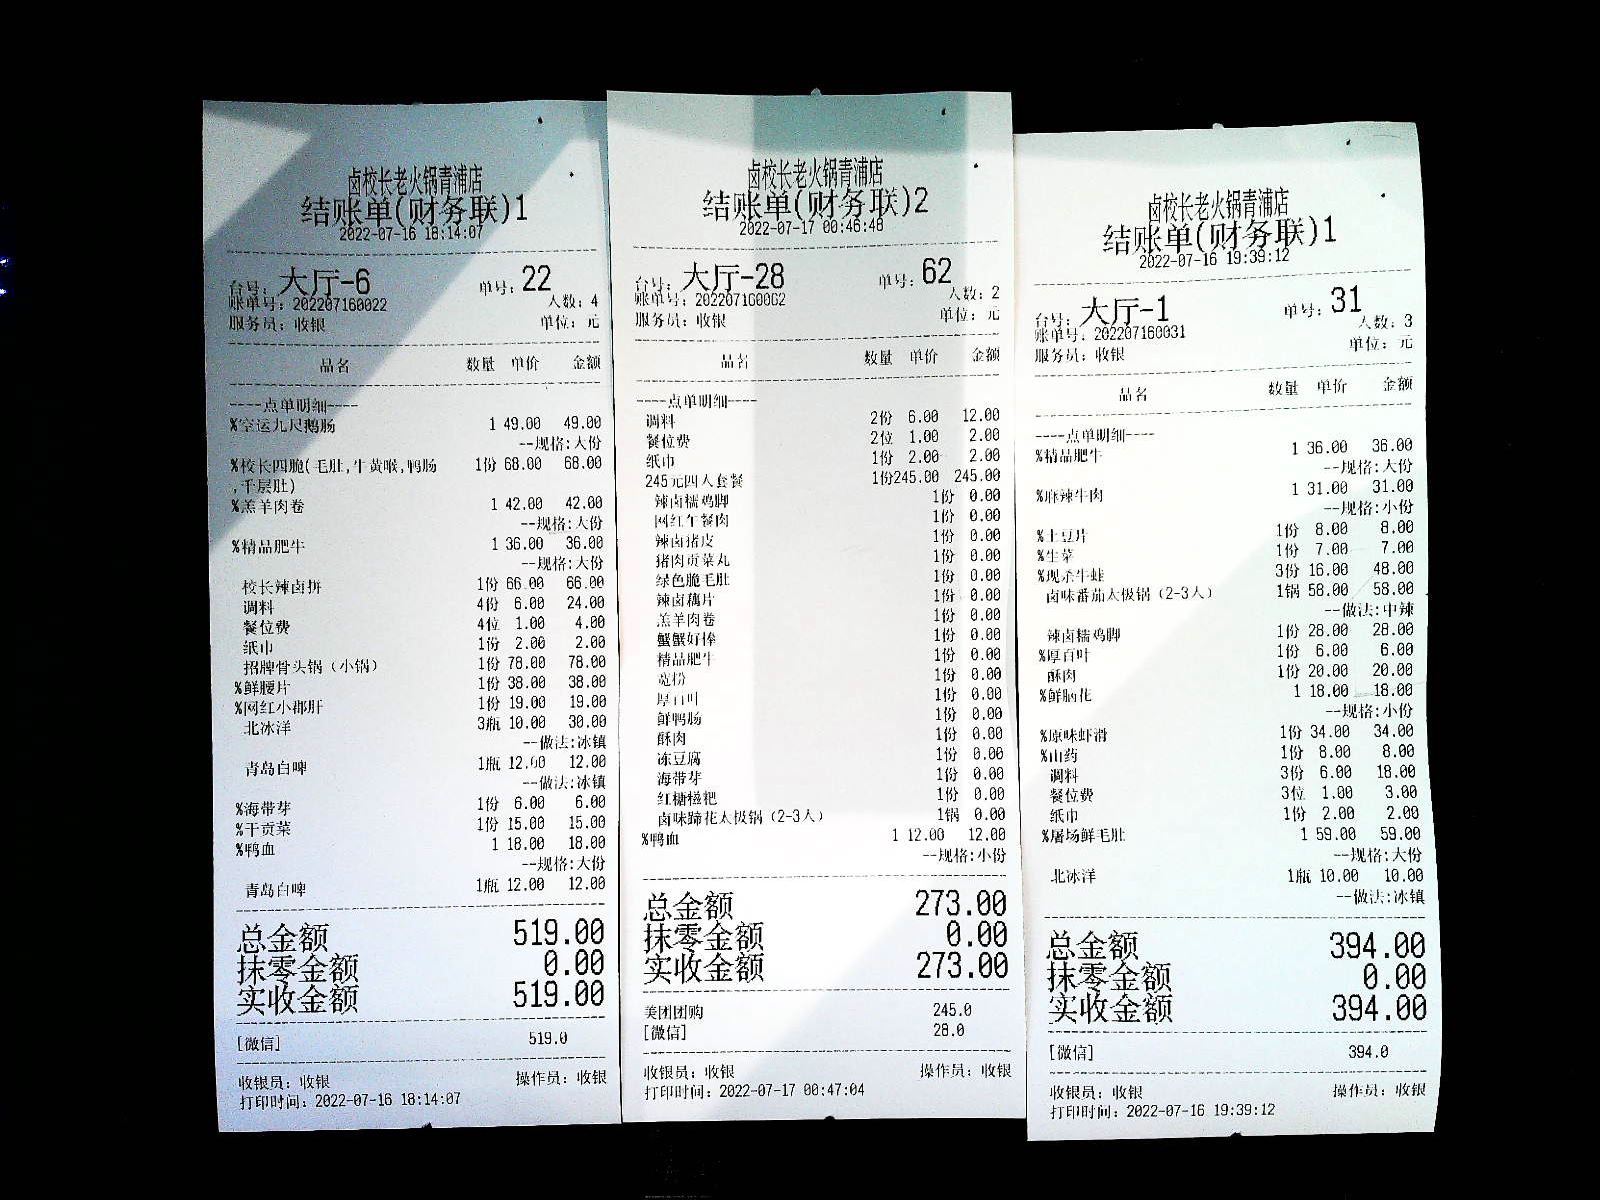 卤校长老火锅青浦店
结账单(财务联)1
2022-07-16 18:14:07
台号: 大厅-6 单号: 22
账单号: 202207160022 人数: 4
服务员: 收银 单位: 元
品名 数量 单价 金额
----点单明细----
%空运九尺鹅肠 1 49.00 49.00
--规格:大份
%校长四脆(毛肚,牛黄喉,鸭肠 1份 68.00 68.00
,千层肚)
%羔羊肉卷 1 42.00 42.00
--规格:大份
%精品肥牛 1 36.00 36.00
--规格:大份
校长辣卤拼 1份 66.00 66.00
调料 4份 6.00 24.00
餐位费 4位 1.00 4.00
纸巾 1份 2.00 2.00
招牌骨头锅（小锅） 1份 78.00 78.00
%鲜腰片 1份 38.00 38.00
%网红小郡肝 1份 19.00 19.00
北冰洋 3瓶 10.00 30.00
--做法:冰镇
青岛白啤 1瓶 12.00 12.00
--做法:冰镇
%海带芽 1份 6.00 6.00
%干贡菜 1份 15.00 15.00
%鸭血 1 18.00 18.00
--规格:大份
青岛白啤 1瓶 12.00 12.00
总金额 519.00
抹零金额 0.00
实收金额 519.00
[微信] 519.0
收银员: 收银 操作员: 收银
打印时间: 2022-07-16 18:14:07
卤校长老火锅青浦店
结账单(财务联)2
2022-07-17 00:46:48
台号: 大厅-28 单号: 62
账单号: 202207160062 人数: 2
服务员: 收银 单位: 元
品名 数量 单价 金额
----点单明细----
调料 2份 6.00 12.00
餐位费 2位 1.00 2.00
纸巾 1份 2.00 2.00
245元四人套餐 1份245.00 245.00
辣卤糯鸡脚 1份 0.00
网红午餐肉 1份 0.00
辣卤猪皮 1份 0.00
猪肉贡菜丸 1份 0.00
绿色脆毛肚 1份 0.00
辣卤藕片 1份 0.00
羔羊肉卷 1份 0.00
蟹蟹好棒 1份 0.00
精品肥牛 1份 0.00
宽粉 1份 0.00
厚百叶 1份 0.00
鲜鸭肠 1份 0.00
酥肉 1份 0.00
冻豆腐 1份 0.00
海带芽 1份 0.00
红糖糍粑 1份 0.00
卤味蹄花太极锅（2-3人） 1锅 0.00
%鸭血 1 12.00 12.00
--规格:小份
总金额 273.00
抹零金额 0.00
实收金额 273.00
美团团购 245.0
[微信] 28.0
收银员: 收银 操作员: 收银
打印时间: 2022-07-17 00:47:04
卤校长老火锅青浦店
结账单(财务联)1
2022-07-16 19:39:12
台号: 大厅-1 单号: 31
账单号: 202207160031 人数: 3
服务员: 收银 单位: 元
品名 数量 单价 金额
----点单明细----
%精品肥牛 1 36.00 36.00
--规格:大份
%麻辣牛肉 1 31.00 31.00
--规格:小份
%土豆片 1份 8.00 8.00
%生菜 1份 7.00 7.00
%现杀牛蛙 3份 16.00 48.00
卤味番茄太极锅（2-3人） 1锅 58.00 58.00
--做法:中辣
辣卤糯鸡脚 1份 28.00 28.00
%厚百叶 1份 6.00 6.00
酥肉 1份 20.00 20.00
%鲜脑花 1 18.00 18.00
--规格:小份
%原味虾滑 1份 34.00 34.00
%山药 1份 8.00 8.00
调料 3份 6.00 18.00
餐位费 3位 1.00 3.00
纸巾 1份 2.00 2.00
%屠场鲜毛肚 1 59.00 59.00
--规格:大份
北冰洋 1瓶 10.00 10.00
--做法:冰镇
总金额 394.00
抹零金额 0.00
实收金额 394.00
[微信] 394.0
收银员: 收银 操作员: 收银
打印时间: 2022-07-16 19:39:12